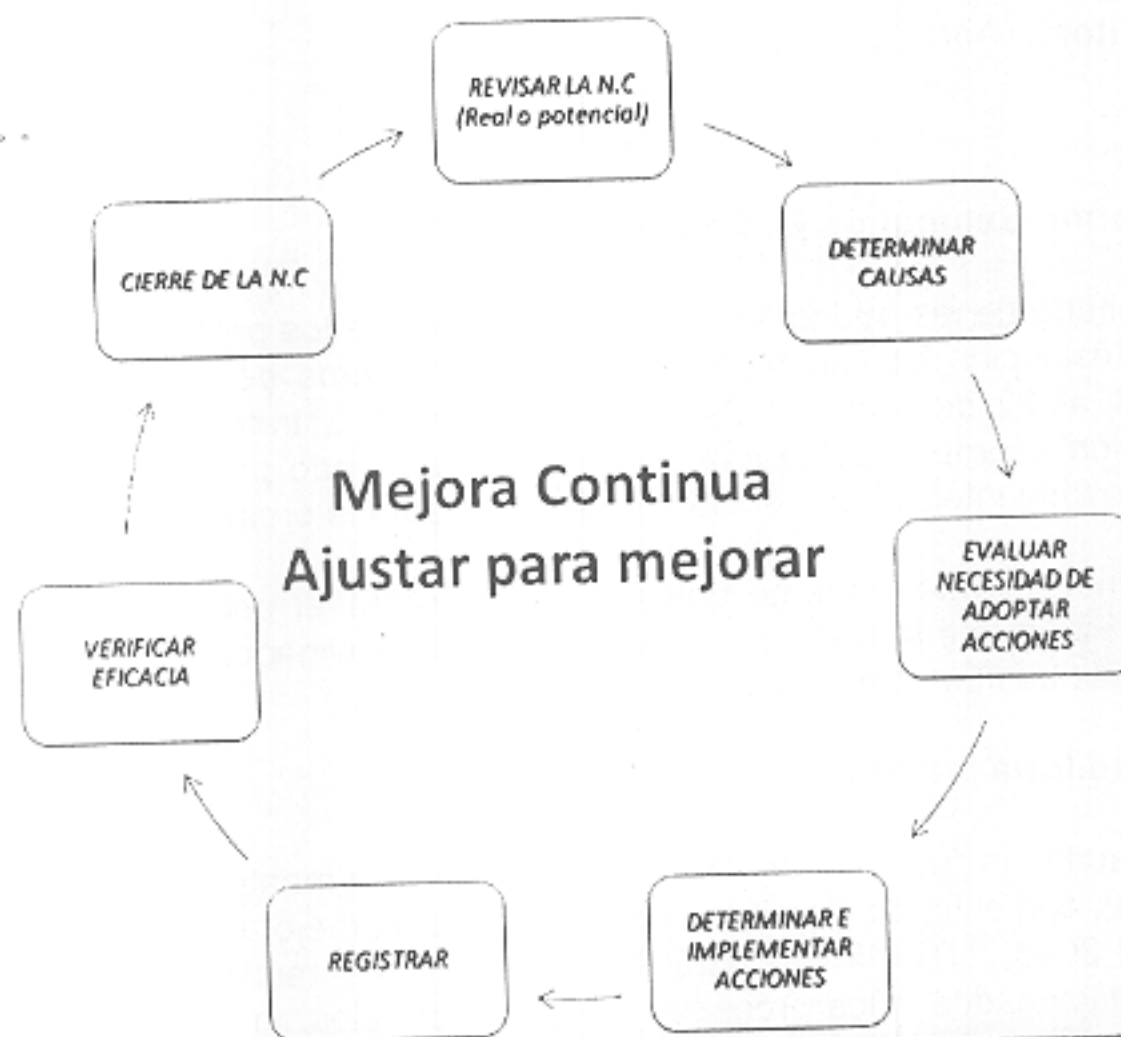 REVISAR LA N.C
(Real o potencial)
DETERMINAR
CAUSAS
EVALUAR
NECESIDAD DE
ADOPTAR
ACCIONES
DETERMINAR E
IMPLEMENTAR
ACCIONES
REGISTRAR
VERIFICAR
EFICACIA
CIERRE DE LA N.C
Mejora Continua
Ajustar para mejorar